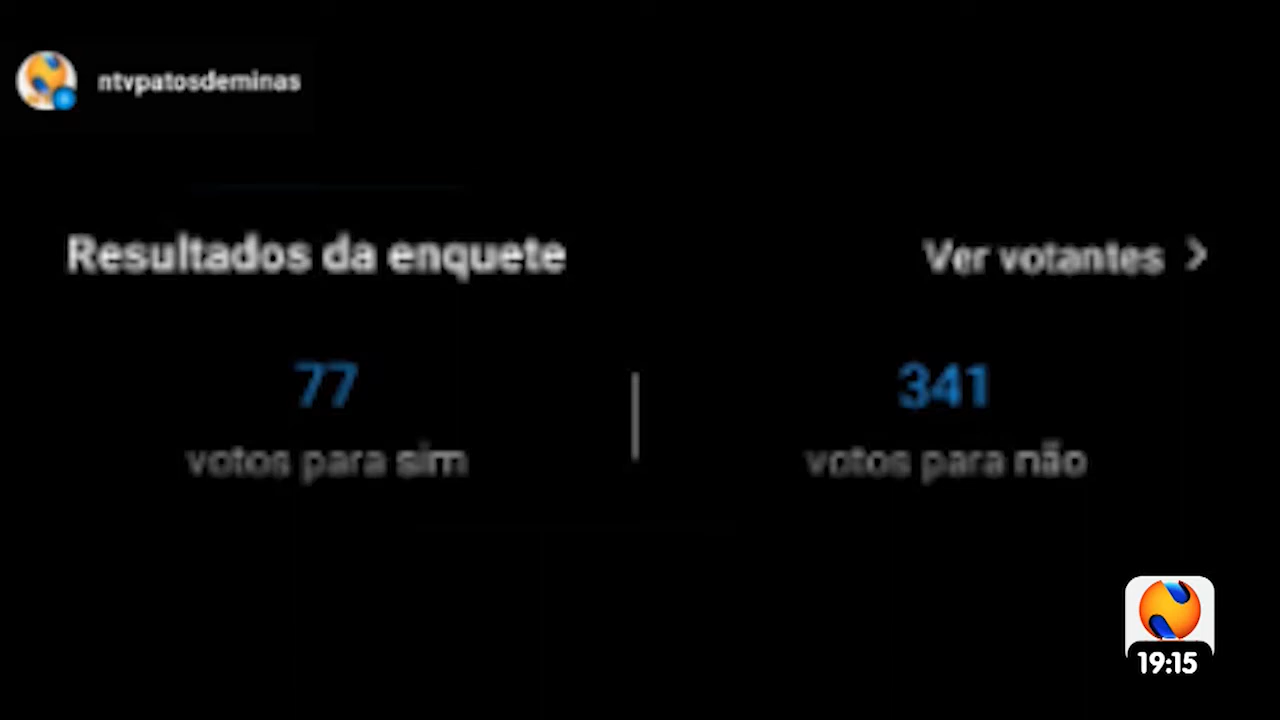 ntvpatosdeminas
Resultados da enquete
Ver votantes
77
341
votos para sim
votos para não
19:15